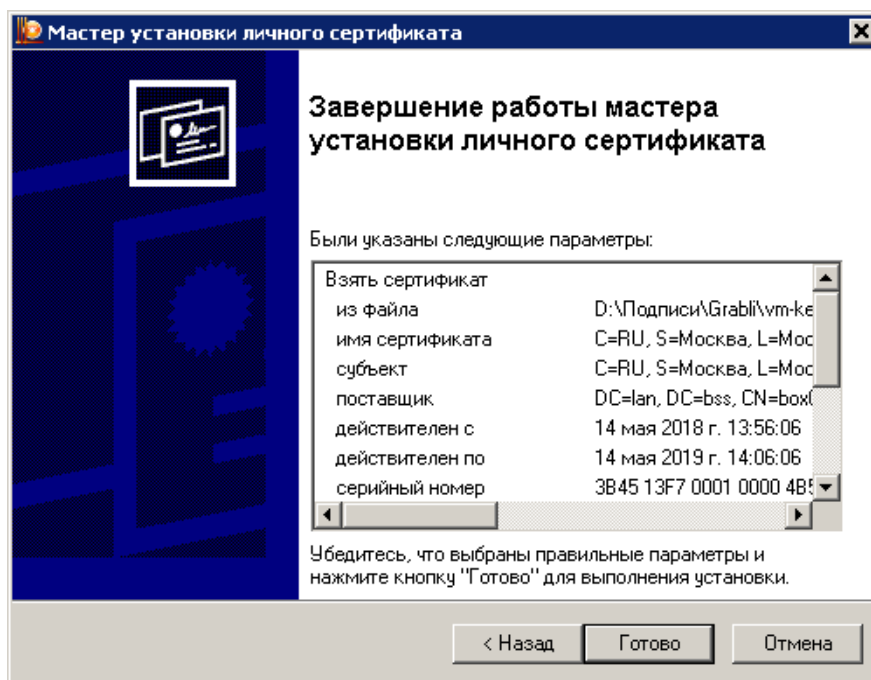 Мастер установки личного сертификата
Завершение работы мастера
установки личного сертификата
Были указаны следующие параметры:
Взять сертификат
из файла D:\Подписи\Grabli\vm-ke
имя сертификата C=RU, S=Москва, L=Мос
субъект C=RU, S=Москва, L=Мос
поставщик DC=lan, DC=bss, CN=box
действителен с 14 мая 2018 г. 13:56:06
действителен по 14 мая 2019 г. 14:06:06
серийный номер 3B45 13F7 0001 0000 4B5
Убедитесь, что выбраны правильные параметры и
нажмите кнопку "Готово" для выполнения установки.
< Назад Готово Отмена